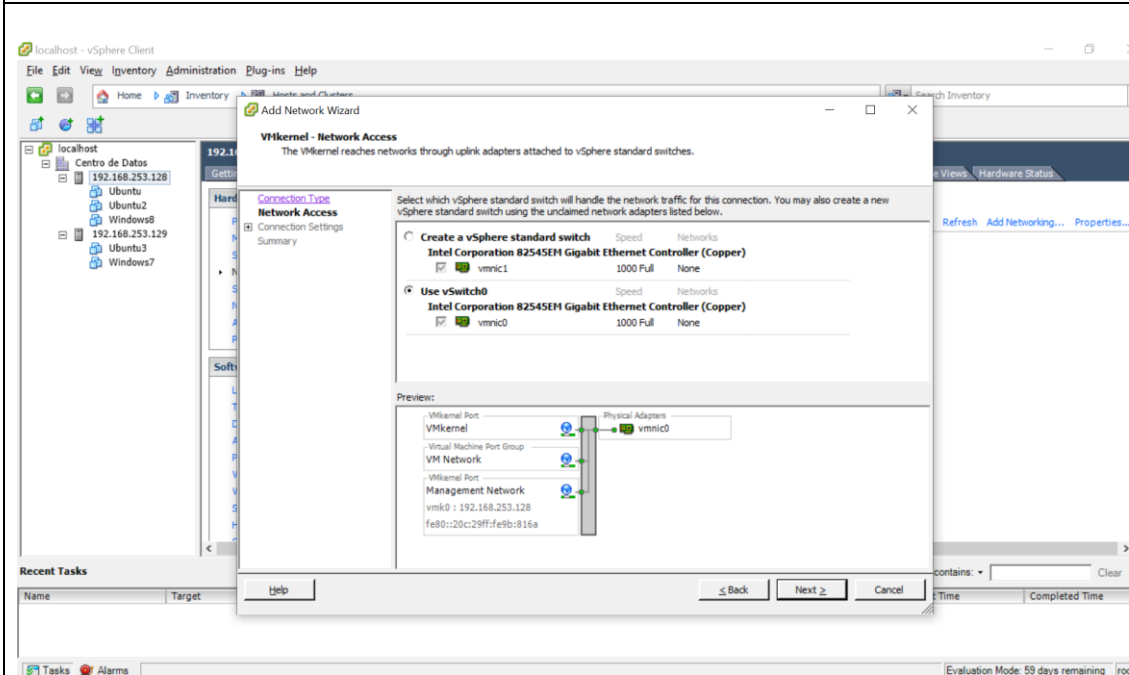 localhost - vSphere Client
File Edit View Inventory Administration Plug-ins Help
Home Inventory Hosts and Clusters
Search Inventory
localhost
Centro de Datos
192.168.253.128
Ubuntu
Ubuntu2
Windows8
192.168.253.129
Ubuntu3
Windows7
Hardware Status
Refresh Add Networking... Properties...
Add Network Wizard
VMkernel - Network Access
The VMkernel reaches networks through uplink adapters attached to vSphere standard switches.
Connection Type
Network Access
Connection Settings
Summary
Select which vSphere standard switch will handle the network traffic for this connection. You may also create a new
vSphere standard switch using the unclaimed network adapters listed below.
Create a vSphere standard switch Speed Networks
Intel Corporation 82545EM Gigabit Ethernet Controller (Copper)
vmnic1 1000 Full None
Use vSwitch0 Speed Networks
Intel Corporation 82545EM Gigabit Ethernet Controller (Copper)
vmnic0 1000 Full None
Preview:
VMkernel Port Physical Adapters
VMkernel vmnic0
Virtual Machine Port Group
VM Network
VMkernel Port
Management Network
vmk0 : 192.168.253.128
fe80::20c:29ff:fe9b:816a
Help < Back Next > Cancel
Recent Tasks contains: Clear
Name Target Time Completed Time
Tasks Alarms Evaluation Mode: 59 days remaining